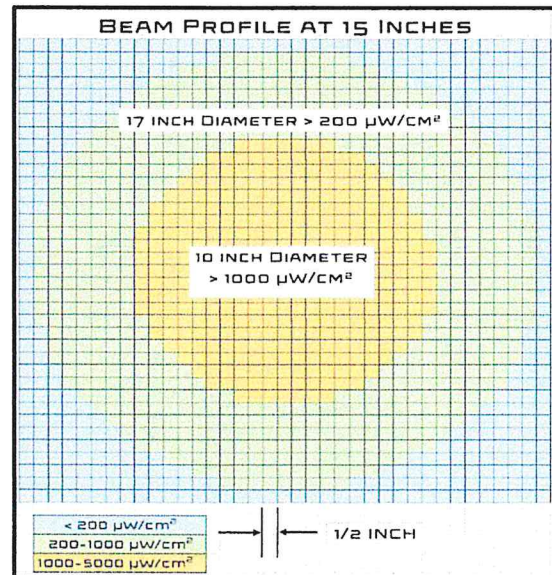 BEAM PROFILE AT 15 INCHES
17 INCH DIAMETER > 200 µW/CM²
10 INCH DIAMETER
> 1000 µW/CM²
< 200 µW/cm²
200-1000 µW/cm²
1000-5000 µW/cm²
1/2 INCH